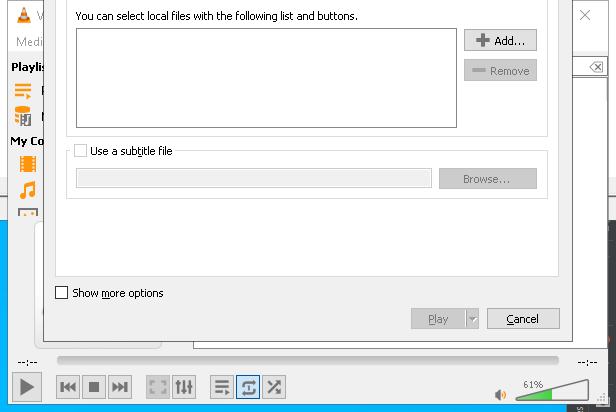 V
Medi
You can select local files with the following list and buttons.
Add...
Remove
Playlis
My Co
Use a subtitle file
Browse...
Show more options
Play
Cancel
--:--
--:--
61%